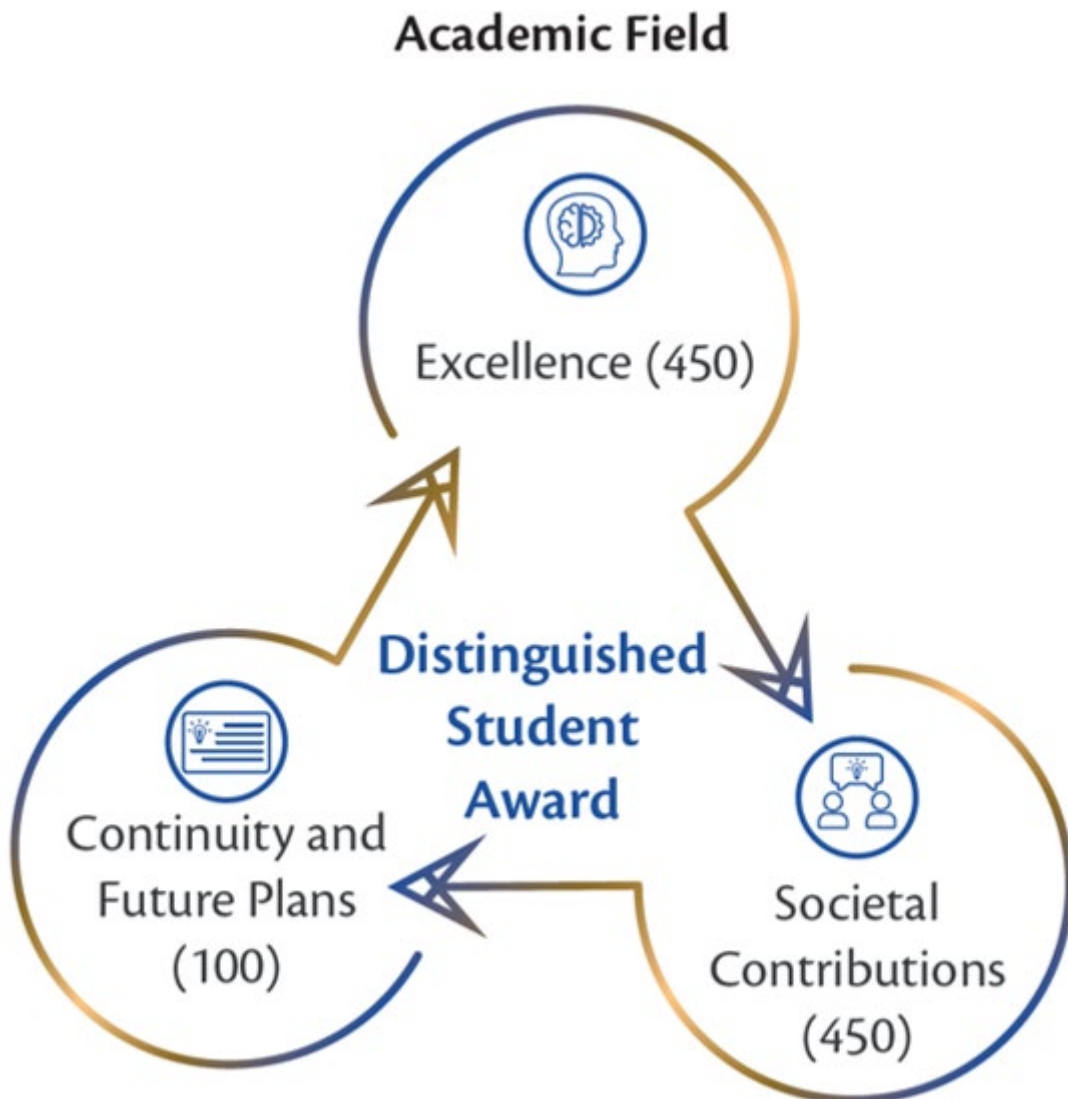 Academic Field
Excellence (450)
Distinguished
Student
Award
Continuity and
Future Plans
(100)
Societal
Contributions
(450)